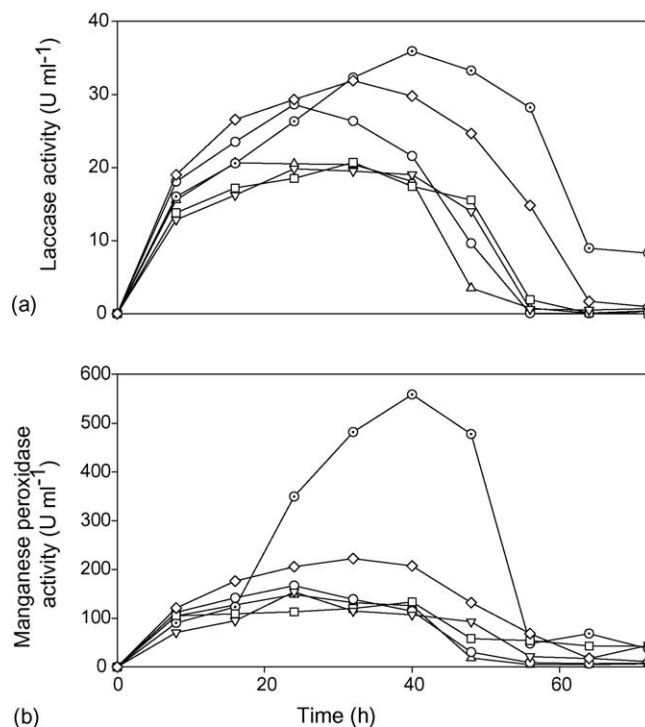 40
30
20
10
0
Laccase activity (U ml-1)
(a)
600
500
400
300
200
100
0
Manganese peroxidase
activity (U ml-1)
0
20
40
60
Time (h)
(b)